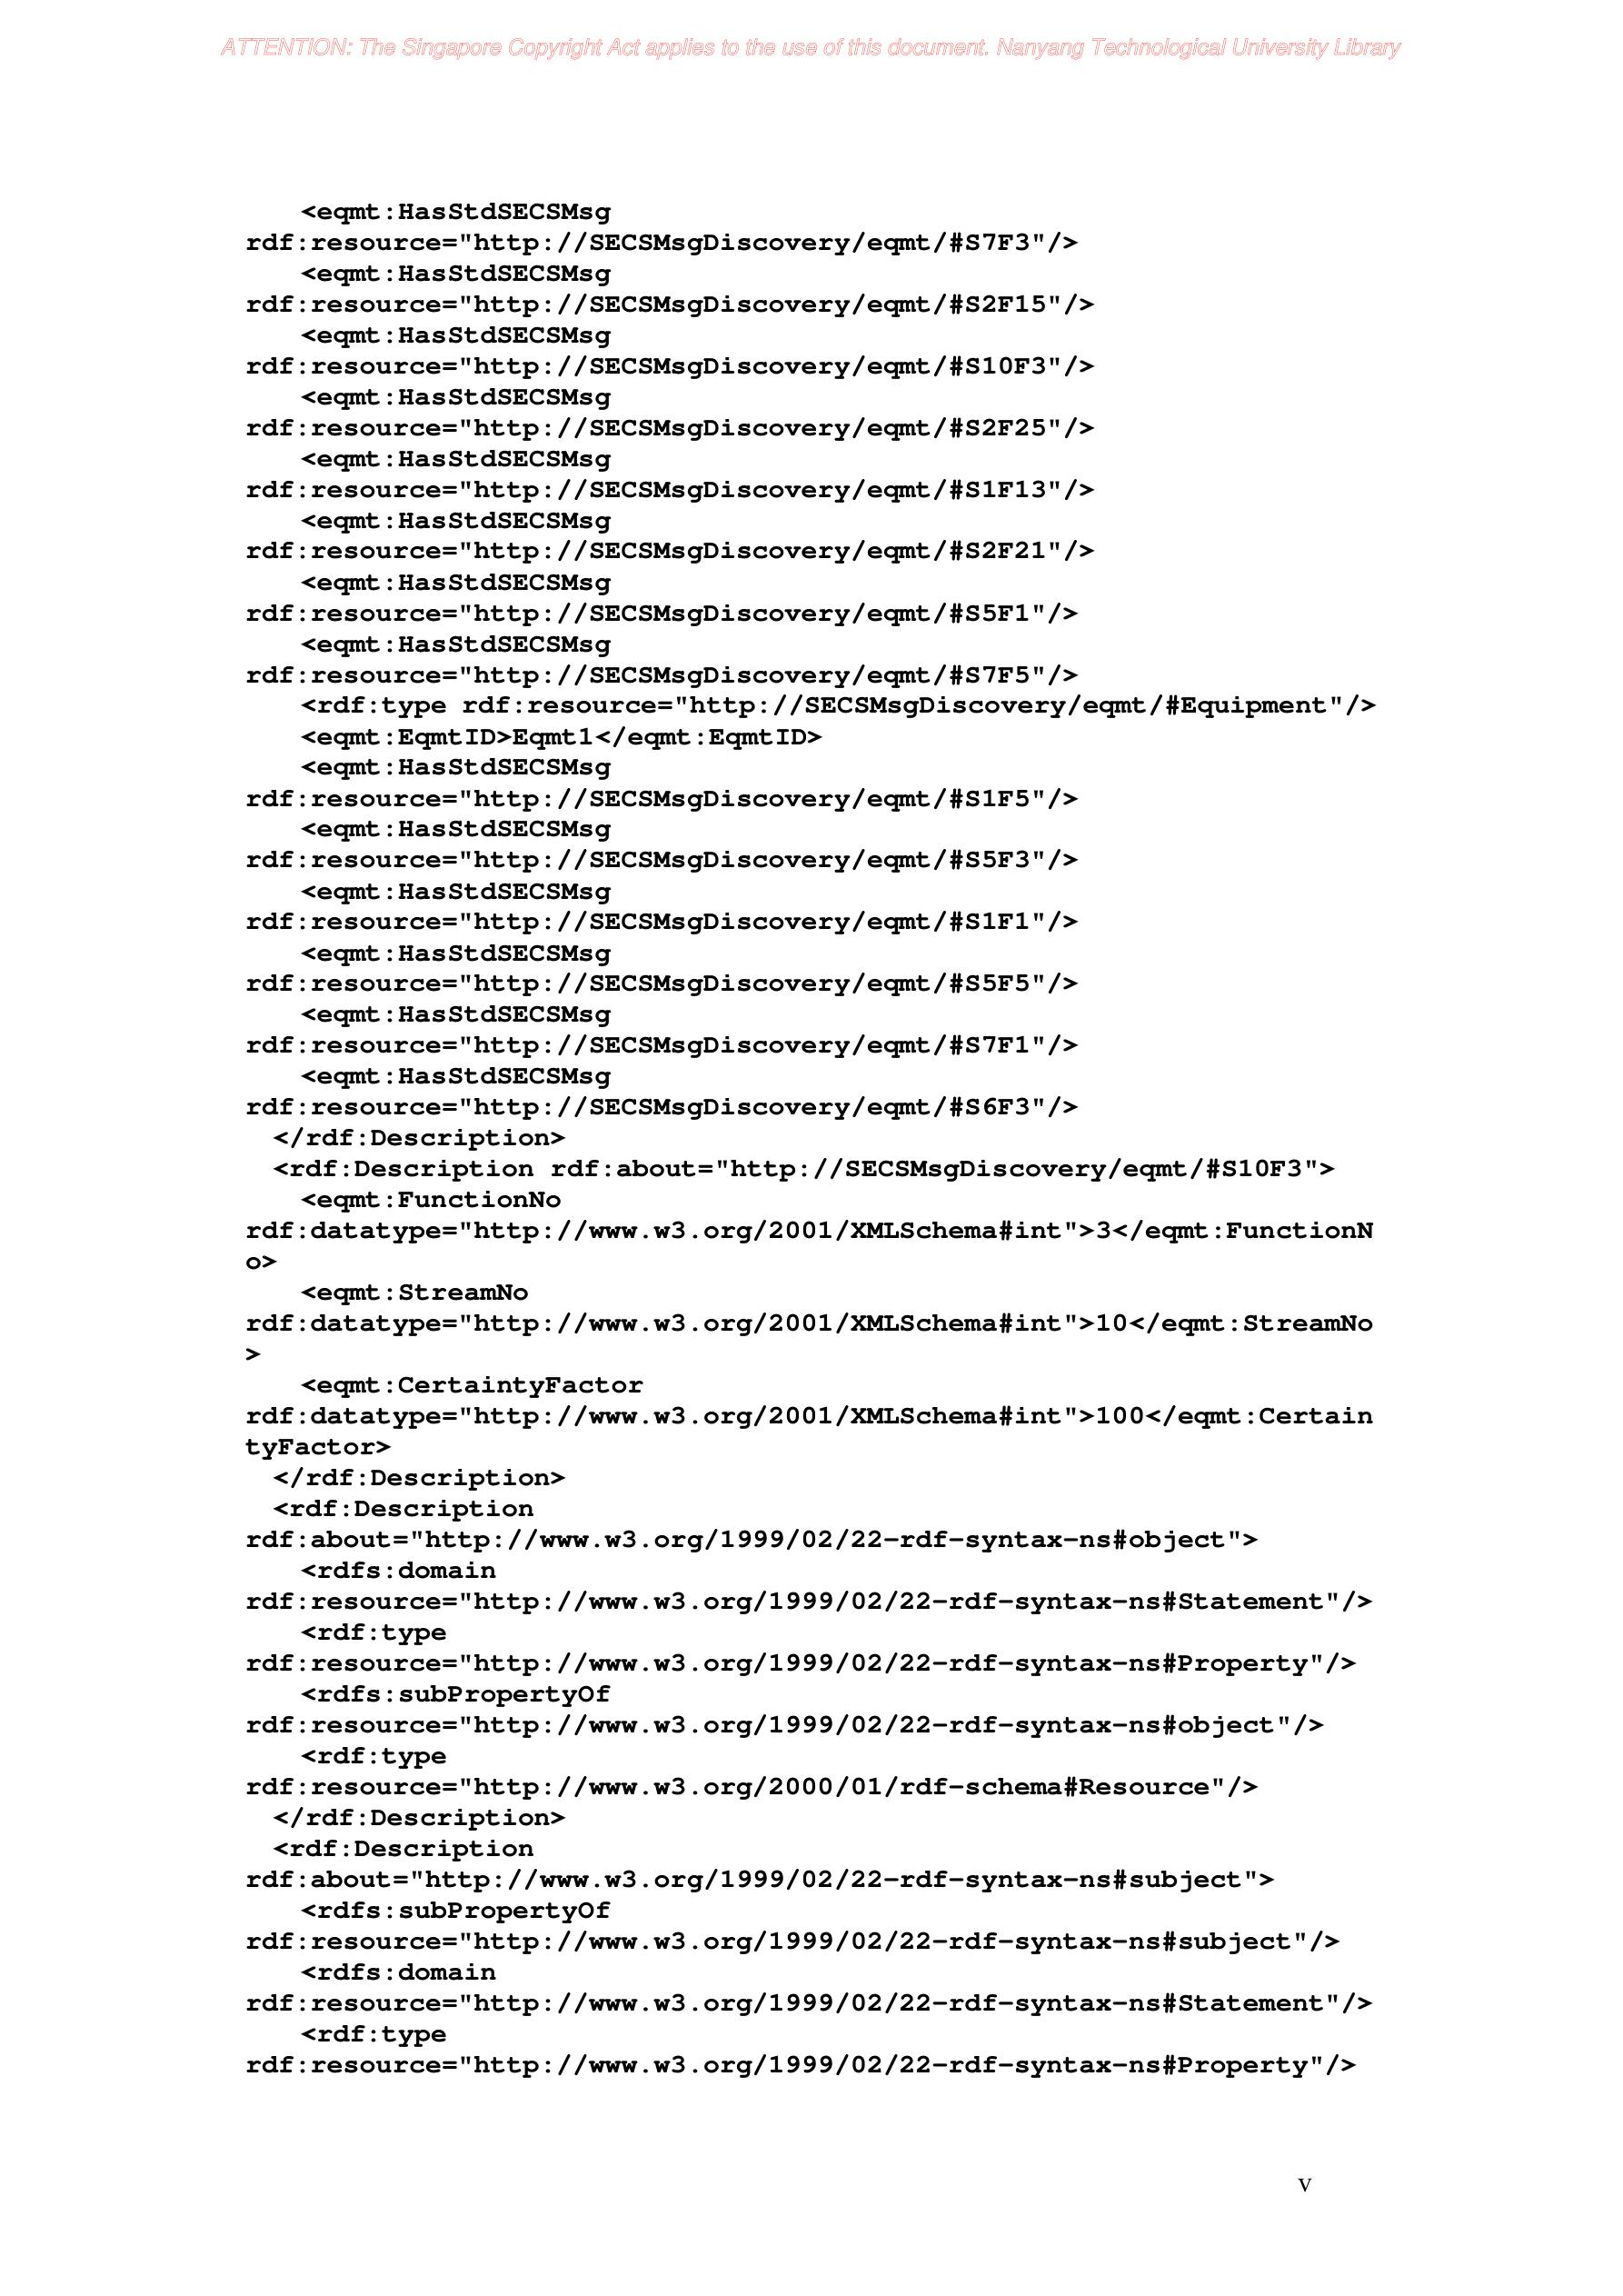 ATTENTION: The Singapore Copyright Act applies to the use of this document. Nanyang Technological University Library
<eqmt:HasStdSECSMsg
rdf:resource="http://SECSMsgDiscovery/eqmt/#S7F3"/>
<eqmt:HasStdSECSMsg
rdf:resource="http://SECSMsgDiscovery/eqmt/#S2F15"/>
<eqmt:HasStdSECSMsg
rdf:resource="http://SECSMsgDiscovery/eqmt/#S10F3"/>
<eqmt:HasStdSECSMsg
rdf:resource="http://SECSMsgDiscovery/eqmt/#S2F25"/>
<eqmt:HasStdSECSMsg
rdf:resource="http://SECSMsgDiscovery/eqmt/#S1F13"/>
<eqmt:HasStdSECSMsg
rdf:resource="http://SECSMsgDiscovery/eqmt/#S2F21"/>
<eqmt:HasStdSECSMsg
rdf:resource="http://SECSMsgDiscovery/eqmt/#S5F1"/>
<eqmt:HasStdSECSMsg
rdf:resource="http://SECSMsgDiscovery/eqmt/#S7F5"/>
<rdf:type rdf:resource="http://SECSMsgDiscovery/eqmt/#Equipment"/>
<eqmt:EqmtID>Eqmt1</eqmt:EqmtID>
<eqmt:HasStdSECSMsg
rdf:resource="http://SECSMsgDiscovery/eqmt/#S1F5"/>
<eqmt:HasStdSECSMsg
rdf:resource="http://SECSMsgDiscovery/eqmt/#S5F3"/>
<eqmt:HasStdSECSMsg
rdf:resource="http://SECSMsgDiscovery/eqmt/#S1F1"/>
<eqmt:HasStdSECSMsg
rdf:resource="http://SECSMsgDiscovery/eqmt/#S5F5"/>
<eqmt:HasStdSECSMsg
rdf:resource="http://SECSMsgDiscovery/eqmt/#S7F1"/>
<eqmt:HasStdSECSMsg
rdf:resource="http://SECSMsgDiscovery/eqmt/#S6F3"/>
</rdf:Description>
<rdf:Description rdf:about="http://SECSMsgDiscovery/eqmt/#S10F3">
<eqmt:FunctionNo
rdf:datatype="http://www.w3.org/2001/XMLSchema#int">3</eqmt:FunctionN
o>
<eqmt:StreamNo
rdf:datatype="http://www.w3.org/2001/XMLSchema#int">10</eqmt:StreamNo
>
<eqmt:CertaintyFactor
rdf:datatype="http://www.w3.org/2001/XMLSchema#int">100</eqmt:Certain
tyFactor>
</rdf:Description>
<rdf:Description
rdf:about="http://www.w3.org/1999/02/22-rdf-syntax-ns#object">
<rdfs:domain
rdf:resource="http://www.w3.org/1999/02/22-rdf-syntax-ns#Statement"/>
<rdf:type
rdf:resource="http://www.w3.org/1999/02/22-rdf-syntax-ns#Property"/>
<rdfs:subPropertyOf
rdf:resource="http://www.w3.org/1999/02/22-rdf-syntax-ns#object"/>
<rdf:type
rdf:resource="http://www.w3.org/2000/01/rdf-schema#Resource"/>
</rdf:Description>
<rdf:Description
rdf:about="http://www.w3.org/1999/02/22-rdf-syntax-ns#subject">
<rdfs:subPropertyOf
rdf:resource="http://www.w3.org/1999/02/22-rdf-syntax-ns#subject"/>
<rdfs:domain
rdf:resource="http://www.w3.org/1999/02/22-rdf-syntax-ns#Statement"/>
<rdf:type
rdf:resource="http://www.w3.org/1999/02/22-rdf-syntax-ns#Property"/>
v